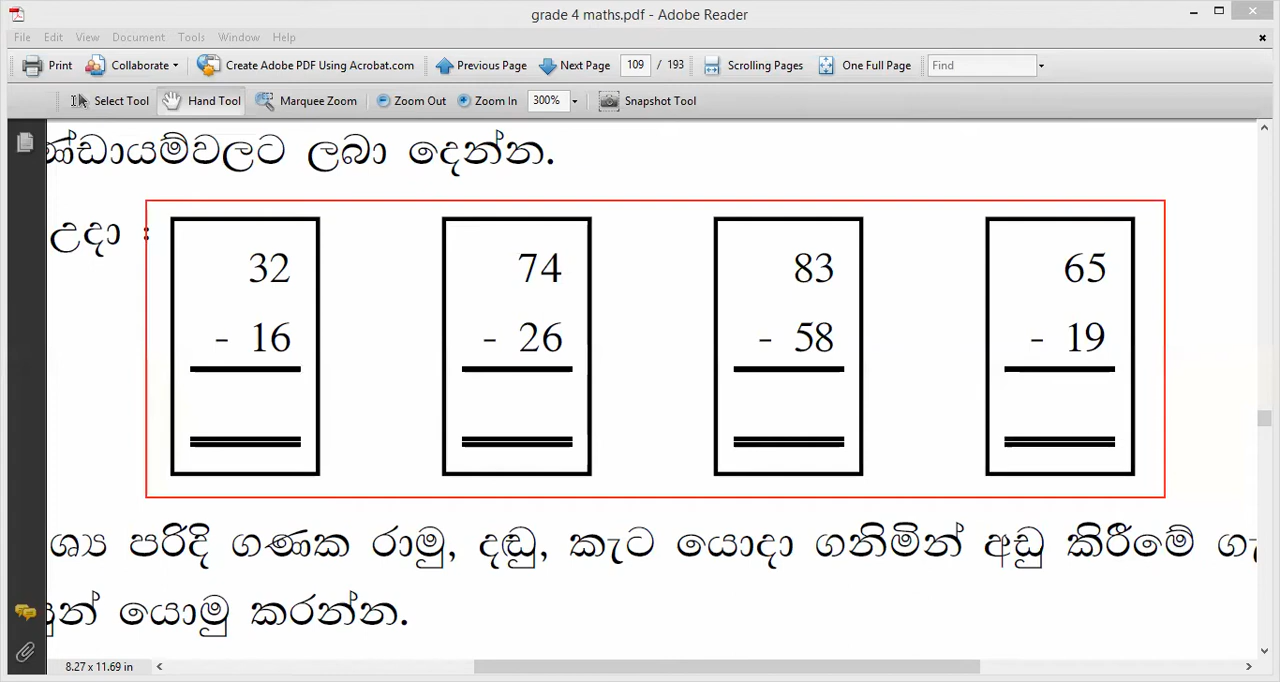 grade 4 maths.pdf - Adobe Reader
File Edit View Document Tools Window Help
Print Collaborate Create Adobe PDF Using Acrobat.com Previous Page Next Page 109 / 193 Scrolling Pages One Full Page Find
Select Tool Hand Tool Marquee Zoom Zoom Out Zoom In 300% Snapshot Tool
ණ්ඩායම්වලට ලබා දෙන්න.
උදා :
32 74 83 65
- 16 - 26 - 58 - 19
ශ්‍ය පරිදි ගණක රාමු, දඬු, කැට යොදා ගනිමින් අඩු කිරීමේ
යොමු කරන්න.
8.27 x 11.69 in